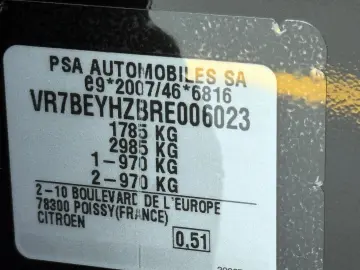 PSA AUTOMOBILES SA
e9*2007/46*6816
VR7BEYHZBRE006023
1785 KG
2985 KG
1-970 KG
2-970 KG
2-10 BOULEVARD DE L'EUROPE
78300 POISSY(FRANCE)
CITROEN
0.51